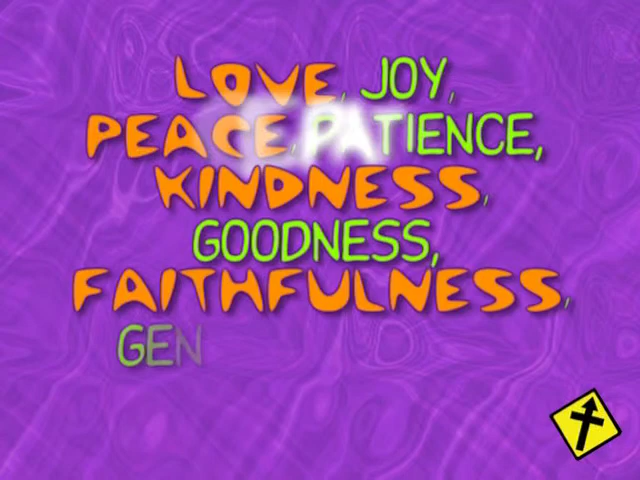 LOVE, JOY,
PEACE, PATIENCE,
KINDNESS,
GOODNESS,
FAITHFULNESS,
GEN